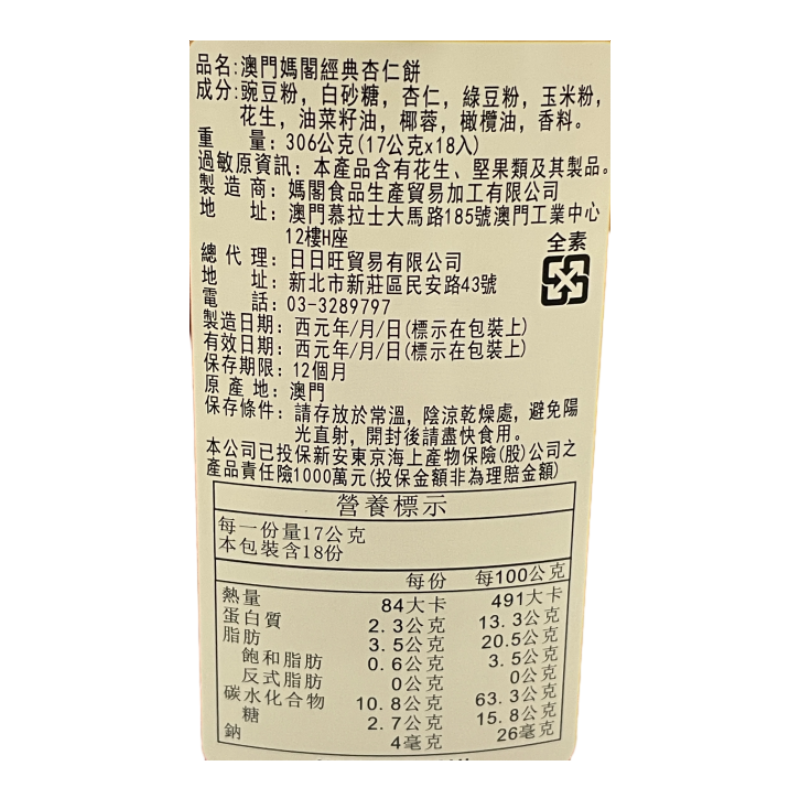 品名:澳門媽閣經典杏仁餅
成分:豌豆粉，白砂糖，杏仁，綠豆粉，玉米粉，
花生，油菜籽油，椰蓉，橄欖油，香料。
重 量：306公克(17公克x18入)
過敏原資訊：本產品含有花生、堅果類及其製品。
製造商：媽閣食品生產貿易加工有限公司
地 址：澳門慕拉士大馬路185號澳門工業中心
12樓H座
全素
總代理：日日旺貿易有限公司
地 址：新北市新莊區民安路43號
電 話：03-3289797
製造日期：西元年/月/日(標示在包裝上)
有效日期：西元年/月/日(標示在包裝上)
保存期限：12個月
原產地：澳門
保存條件：請存放於常溫，陰涼乾燥處，避免陽
光直射，開封後請盡快食用。
本公司已投保新安東京海上產物保險(股)公司之
產品責任險1000萬元(投保金額非為理賠金額)
營養標示
每一份量17公克
本包裝含18份
每份 每100公克
熱量 84大卡 491大卡
蛋白質 2.3公克 13.3公克
脂肪 3.5公克 20.5公克
飽和脂肪 0.6公克 3.5公克
反式脂肪 0公克 0公克
碳水化合物 10.8公克 63.3公克
糖 2.7公克 15.8公克
鈉 4毫克 26毫克